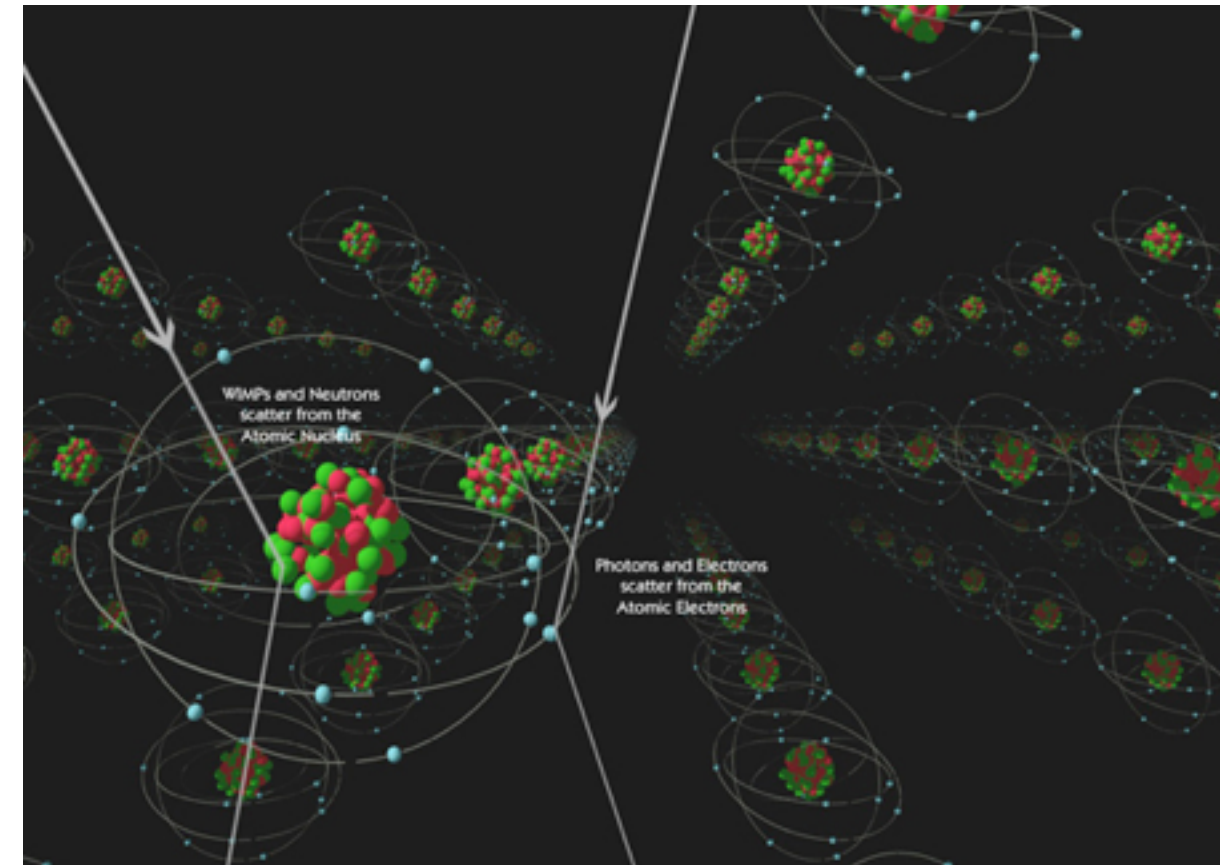 WIMPs and Neutrons
scatter from the
Atomic Nucleus
Photons and Electrons
scatter from the
Atomic Electrons